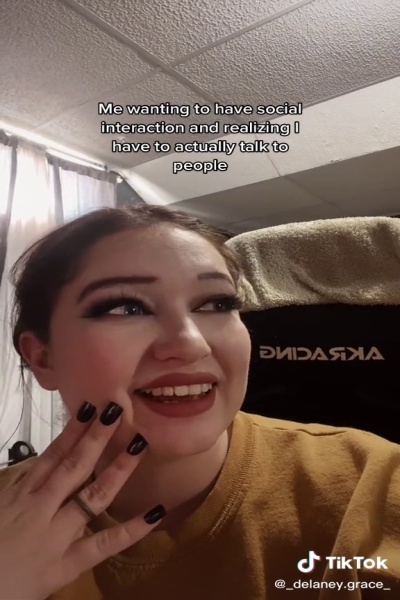 Me wanting to have social
interaction and realizing I
have to actually talk to
people
AKRACING
TikTok
@_delaney.grace_